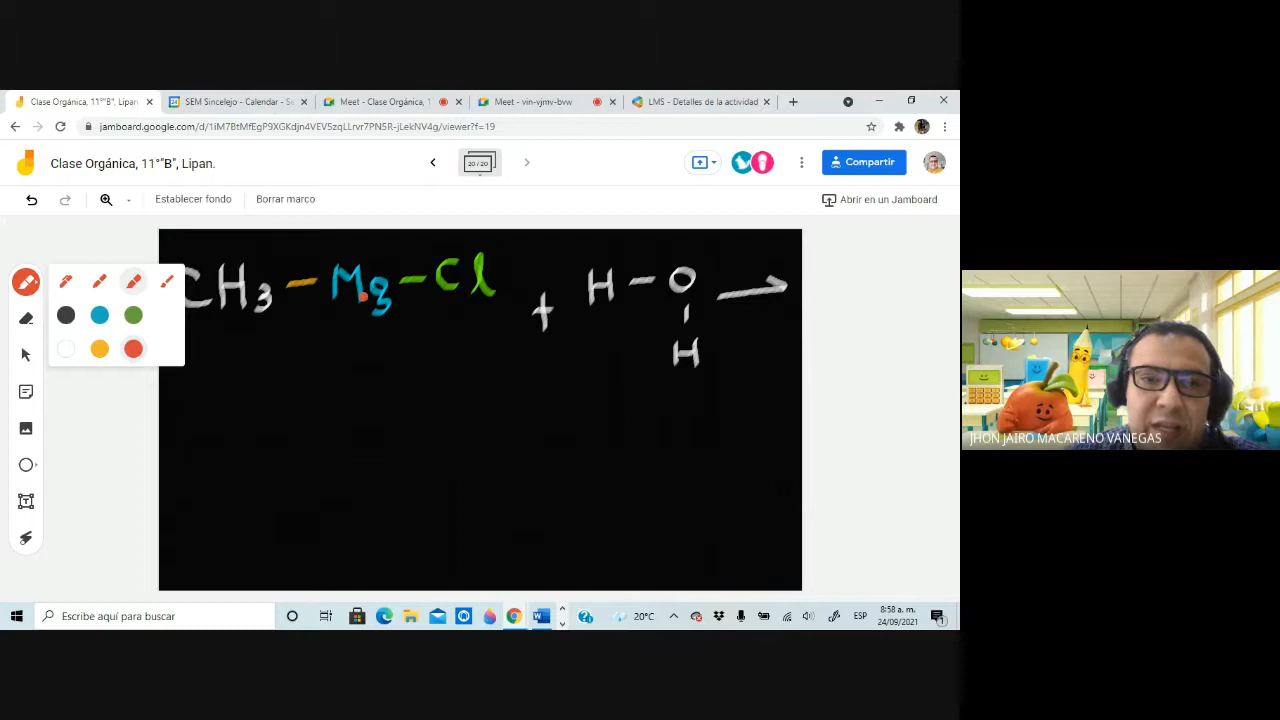 Clase Orgánica, 11°"B", Lipan.
SEM Sincelejo - Calendar - Se
Meet - Clase Orgánica, 1
Meet - vin-vjmv-bvw
LMS - Detalles de la actividad
jamboard.google.com/d/1iM7BtMfEgP9XGKdjn4VEV5zqLLrvr7PN5R-jLekNV4g/viewer?f=19
Clase Orgánica, 11°"B", Lipan.
20 / 20
Compartir
Establecer fondo
Borrar marco
Abrir en un Jamboard
CH3 - Mg - Cl + H - O →
H
JHON JAIRO MACARENO VANEGAS
Escribe aquí para buscar
20°C
ESP
8:58 a. m.
24/09/2021
1